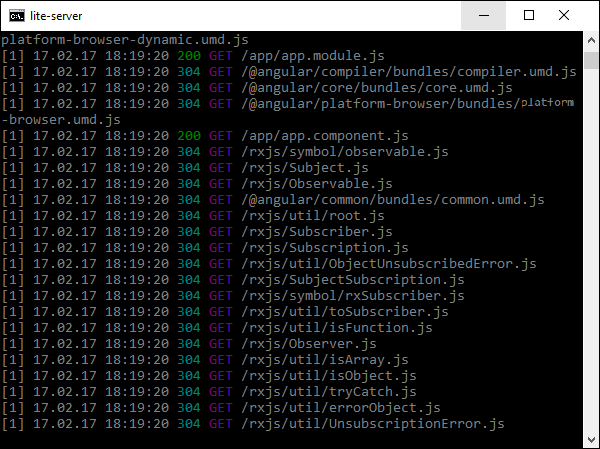 C:\. lite-server
platform-browser-dynamic.umd.js
[1] 17.02.17 18:19:20 200 GET /app/app.module.js
[1] 17.02.17 18:19:20 304 GET /@angular/compiler/bundles/compiler.umd.js
[1] 17.02.17 18:19:20 304 GET /@angular/core/bundles/core.umd.js
[1] 17.02.17 18:19:20 304 GET /@angular/platform-browser/bundles/platform
-browser.umd.js
[1] 17.02.17 18:19:20 200 GET /app/app.component.js
[1] 17.02.17 18:19:20 304 GET /rxjs/symbol/observable.js
[1] 17.02.17 18:19:20 304 GET /rxjs/Subject.js
[1] 17.02.17 18:19:20 304 GET /rxjs/Observable.js
[1] 17.02.17 18:19:20 304 GET /@angular/common/bundles/common.umd.js
[1] 17.02.17 18:19:20 304 GET /rxjs/util/root.js
[1] 17.02.17 18:19:20 304 GET /rxjs/Subscriber.js
[1] 17.02.17 18:19:20 304 GET /rxjs/Subscription.js
[1] 17.02.17 18:19:20 304 GET /rxjs/util/ObjectUnsubscribedError.js
[1] 17.02.17 18:19:20 304 GET /rxjs/SubjectSubscription.js
[1] 17.02.17 18:19:20 304 GET /rxjs/symbol/rxSubscriber.js
[1] 17.02.17 18:19:20 304 GET /rxjs/util/toSubscriber.js
[1] 17.02.17 18:19:20 304 GET /rxjs/util/isFunction.js
[1] 17.02.17 18:19:20 304 GET /rxjs/Observer.js
[1] 17.02.17 18:19:20 304 GET /rxjs/util/isArray.js
[1] 17.02.17 18:19:20 304 GET /rxjs/util/isObject.js
[1] 17.02.17 18:19:20 304 GET /rxjs/util/tryCatch.js
[1] 17.02.17 18:19:20 304 GET /rxjs/util/errorObject.js
[1] 17.02.17 18:19:20 304 GET /rxjs/util/UnsubscriptionError.js